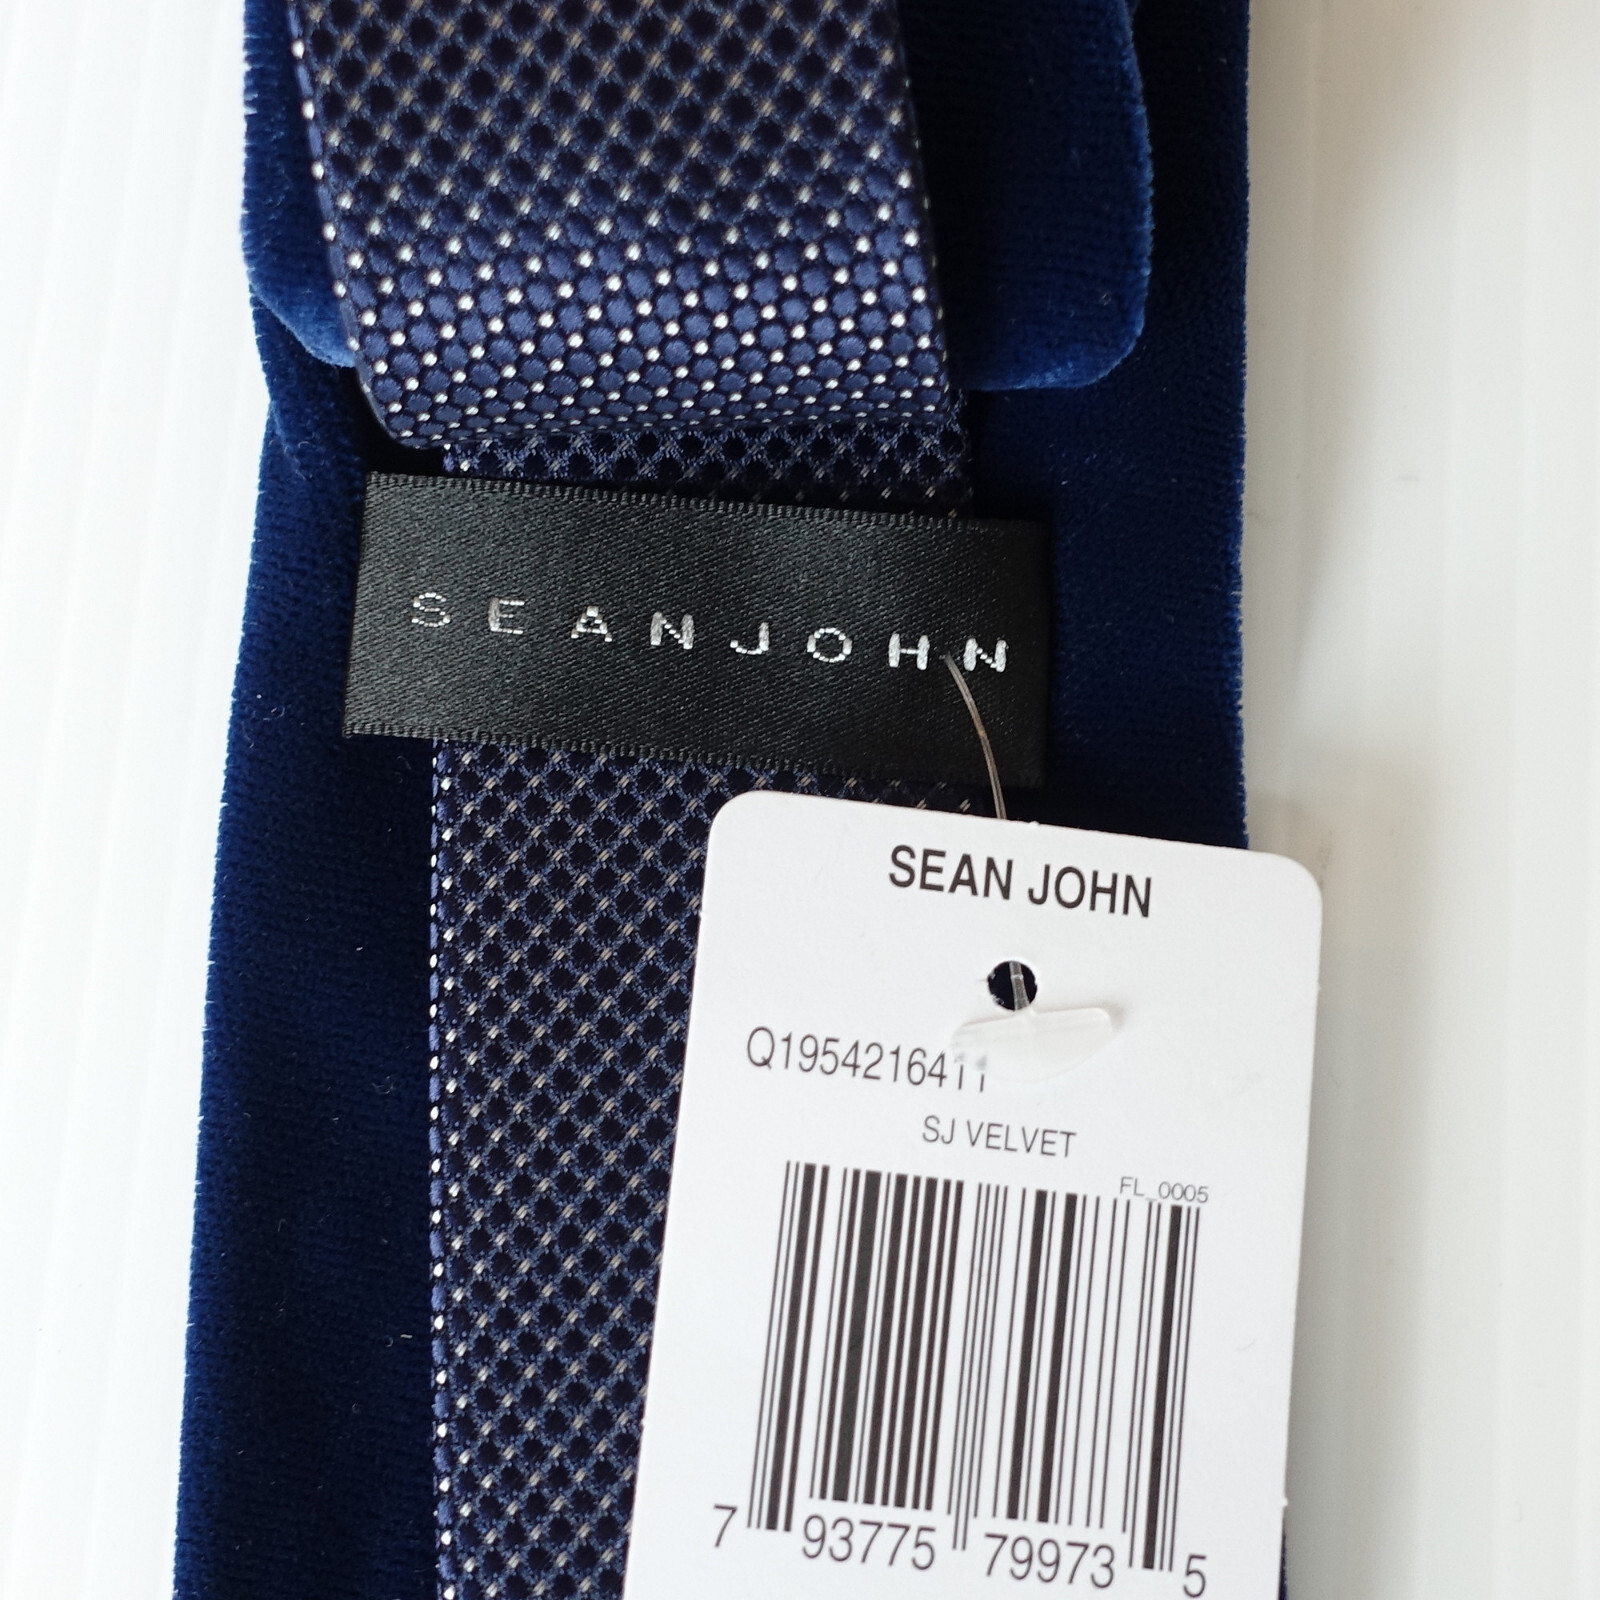 SEANJOHN
SEAN JOHN
Q1954216411
SJ VELVET
FL_0005
7 93775 79973 5